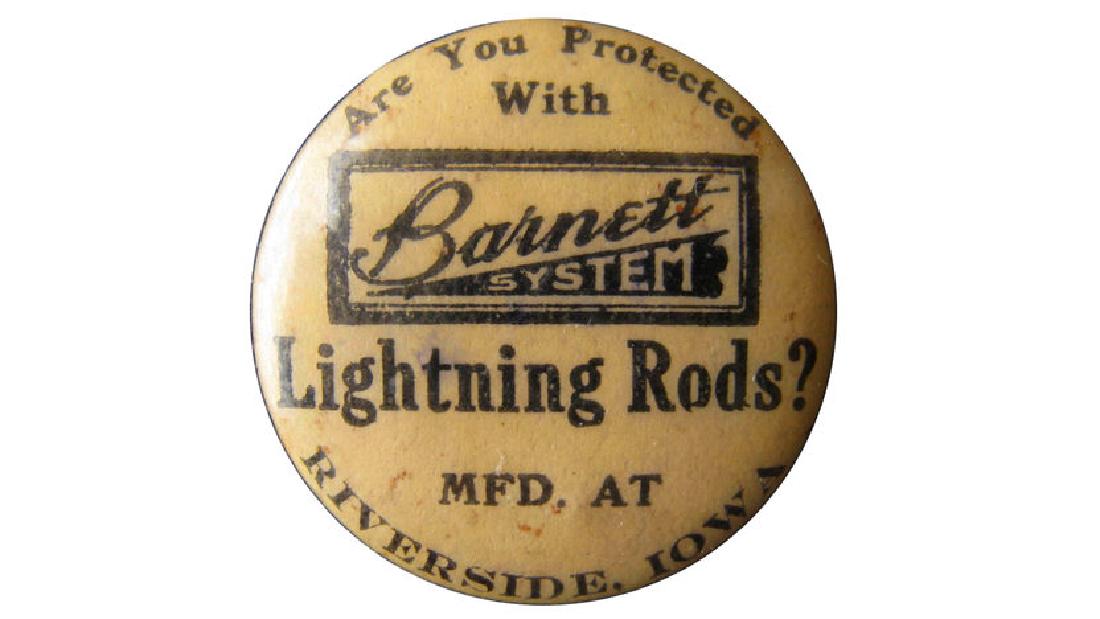 Are You Protected
With
Barnett
SYSTEM
Lightning Rods?
MFD. AT
RIVERSIDE, IOWA